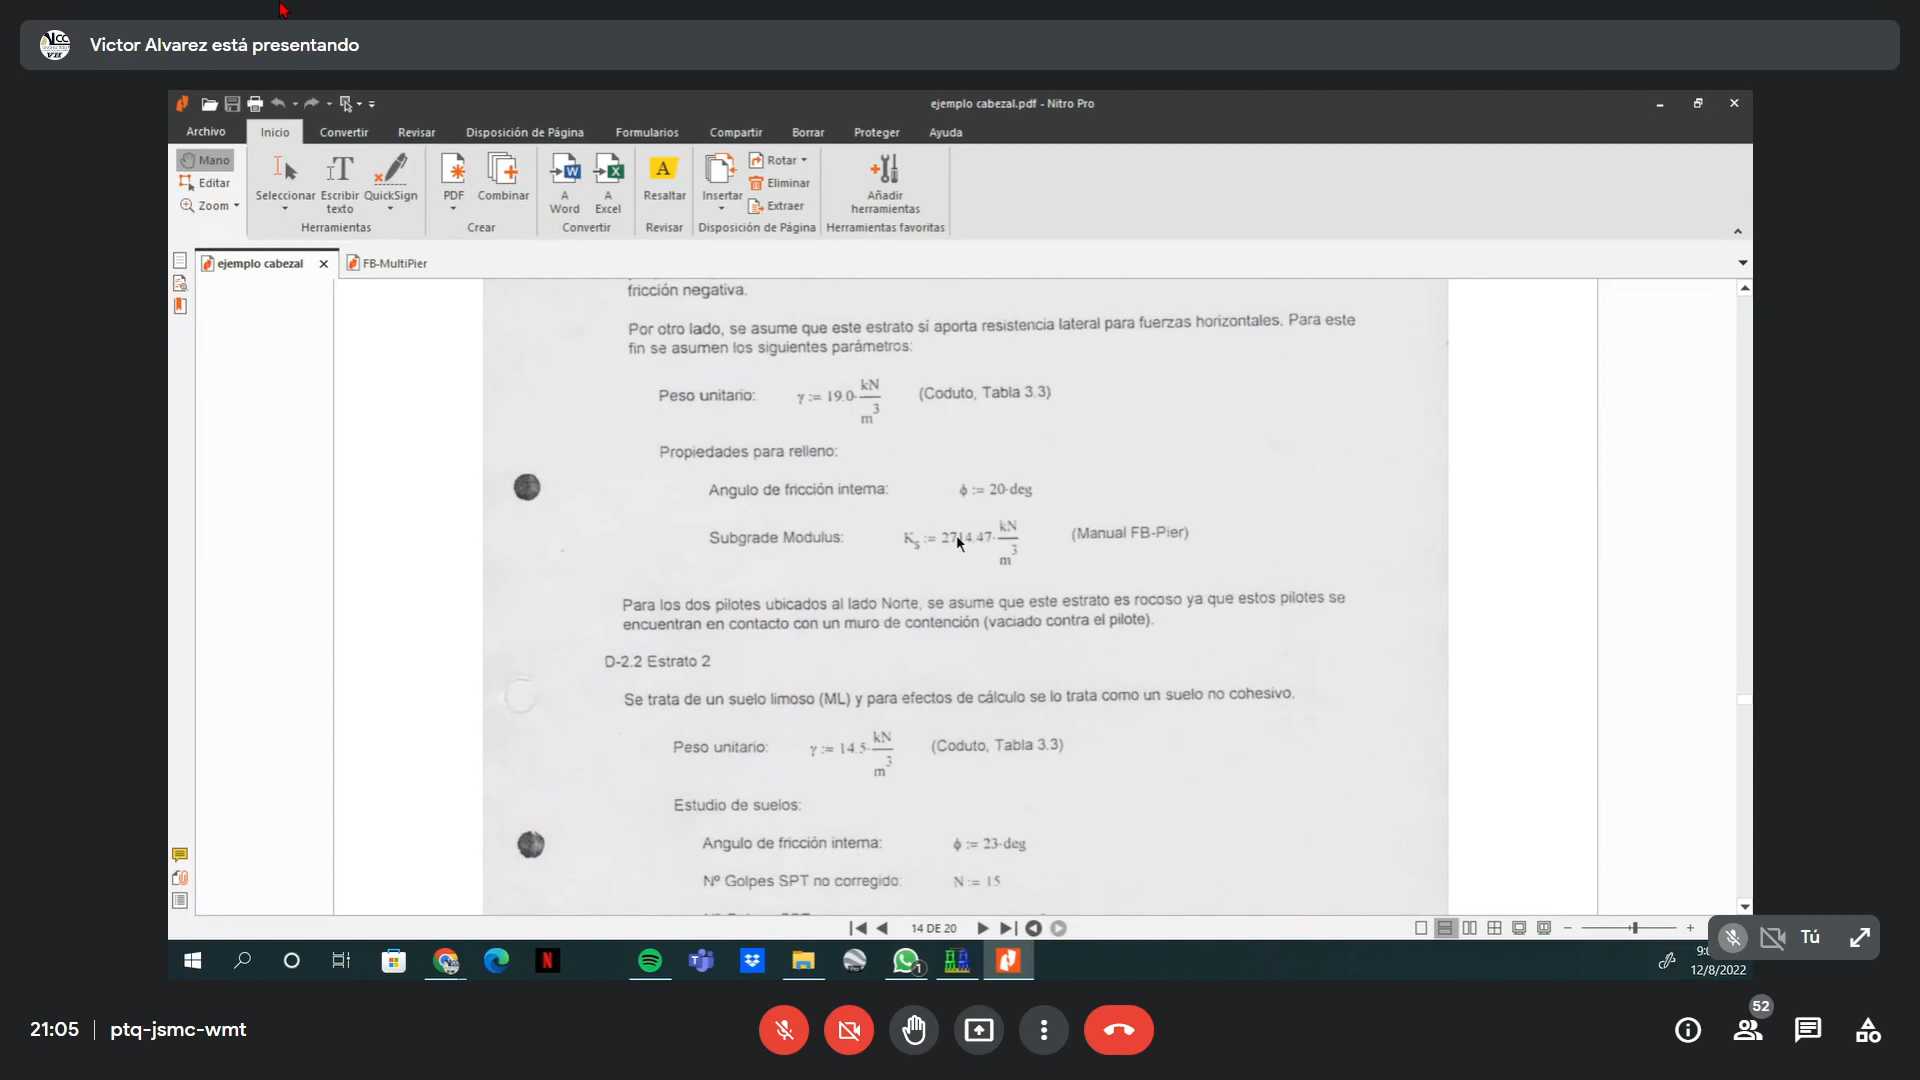 Victor Alvarez está presentando
ejemplo cabezal.pdf - Nitro Pro
Archivo Inicio Convertir Revisar Disposición de Página Formularios Compartir Borrar Proteger Ayuda
Mano
Editar
Zoom
Seleccionar
Escribir texto
QuickSign
Herramientas
PDF
Combinar
Crear
A Word
A Excel
Convertir
Resaltar
Revisar
Insertar
Rotar
Eliminar
Extraer
Disposición de Página
Añadir herramientas
Herramientas favoritas
ejemplo cabezal
FB-MultiPier
fricción negativa.
Por otro lado, se asume que este estrato sí aporta resistencia lateral para fuerzas horizontales. Para este
fin se asumen los siguientes parámetros:
Peso unitario: γ := 19.0·kN/m³ (Coduto, Tabla 3.3)
Propiedades para relleno:
Angulo de fricción interna: ϕ := 20·deg
Subgrade Modulus: Ks := 2714.47·kN/m³ (Manual FB-Pier)
Para los dos pilotes ubicados al lado Norte, se asume que este estrato es rocoso ya que estos pilotes se
encuentran en contacto con un muro de contención (vaciado contra el pilote).
D-2.2 Estrato 2
Se trata de un suelo limoso (ML) y para efectos de cálculo se lo trata como un suelo no cohesivo.
Peso unitario: γ := 14.5·kN/m³ (Coduto, Tabla 3.3)
Estudio de suelos:
Angulo de fricción interna: ϕ := 23·deg
Nº Golpes SPT no corregido: N := 15
14 DE 20
Tú
12/8/2022
21:05 | ptq-jsmc-wmt
52